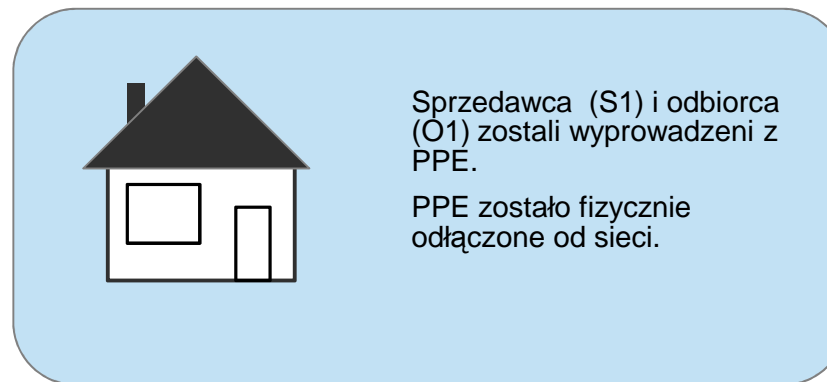 Sprzedawca (S1) i odbiorca
(O1) zostali wyprowadzeni z
PPE.
PPE zostało fizycznie
odłączone od sieci.